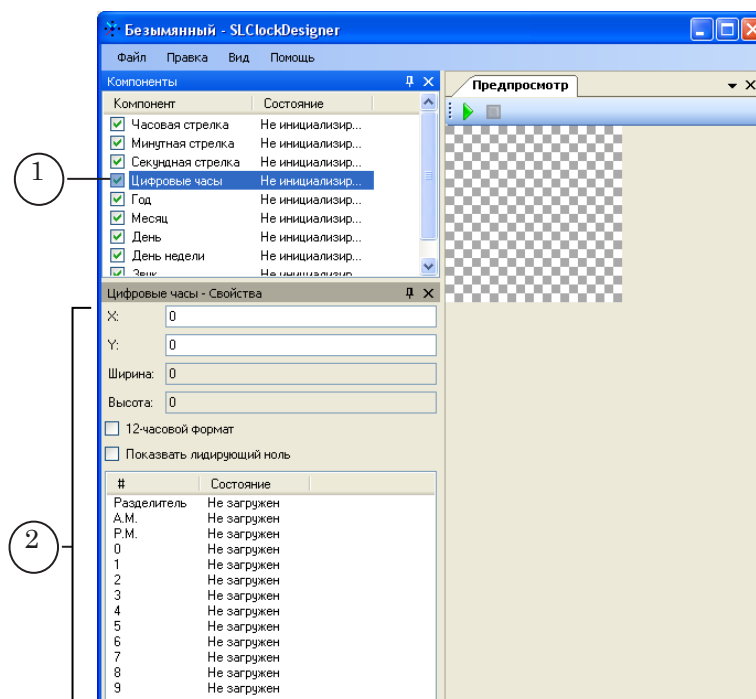 Безымянный - SLClockDesigner
Файл Правка Вид Помощь
Компоненты
Компонент Состояние
Часовая стрелка Не инициализир...
Минутная стрелка Не инициализир...
Секундная стрелка Не инициализир...
Цифровые часы Не инициализир...
Год Не инициализир...
Месяц Не инициализир...
День Не инициализир...
День недели Не инициализир...
Звук Не инициализир...
Предпросмотр
1
Цифровые часы - Свойства
X: 0
Y: 0
Ширина: 0
Высота: 0
12-часовой формат
Показвать лидирующий ноль
2
# Состояние
Разделитель Не загружен
A.M. Не загружен
P.M. Не загружен
0 Не загружен
1 Не загружен
2 Не загружен
3 Не загружен
4 Не загружен
5 Не загружен
6 Не загружен
7 Не загружен
8 Не загружен
9 Не загружен